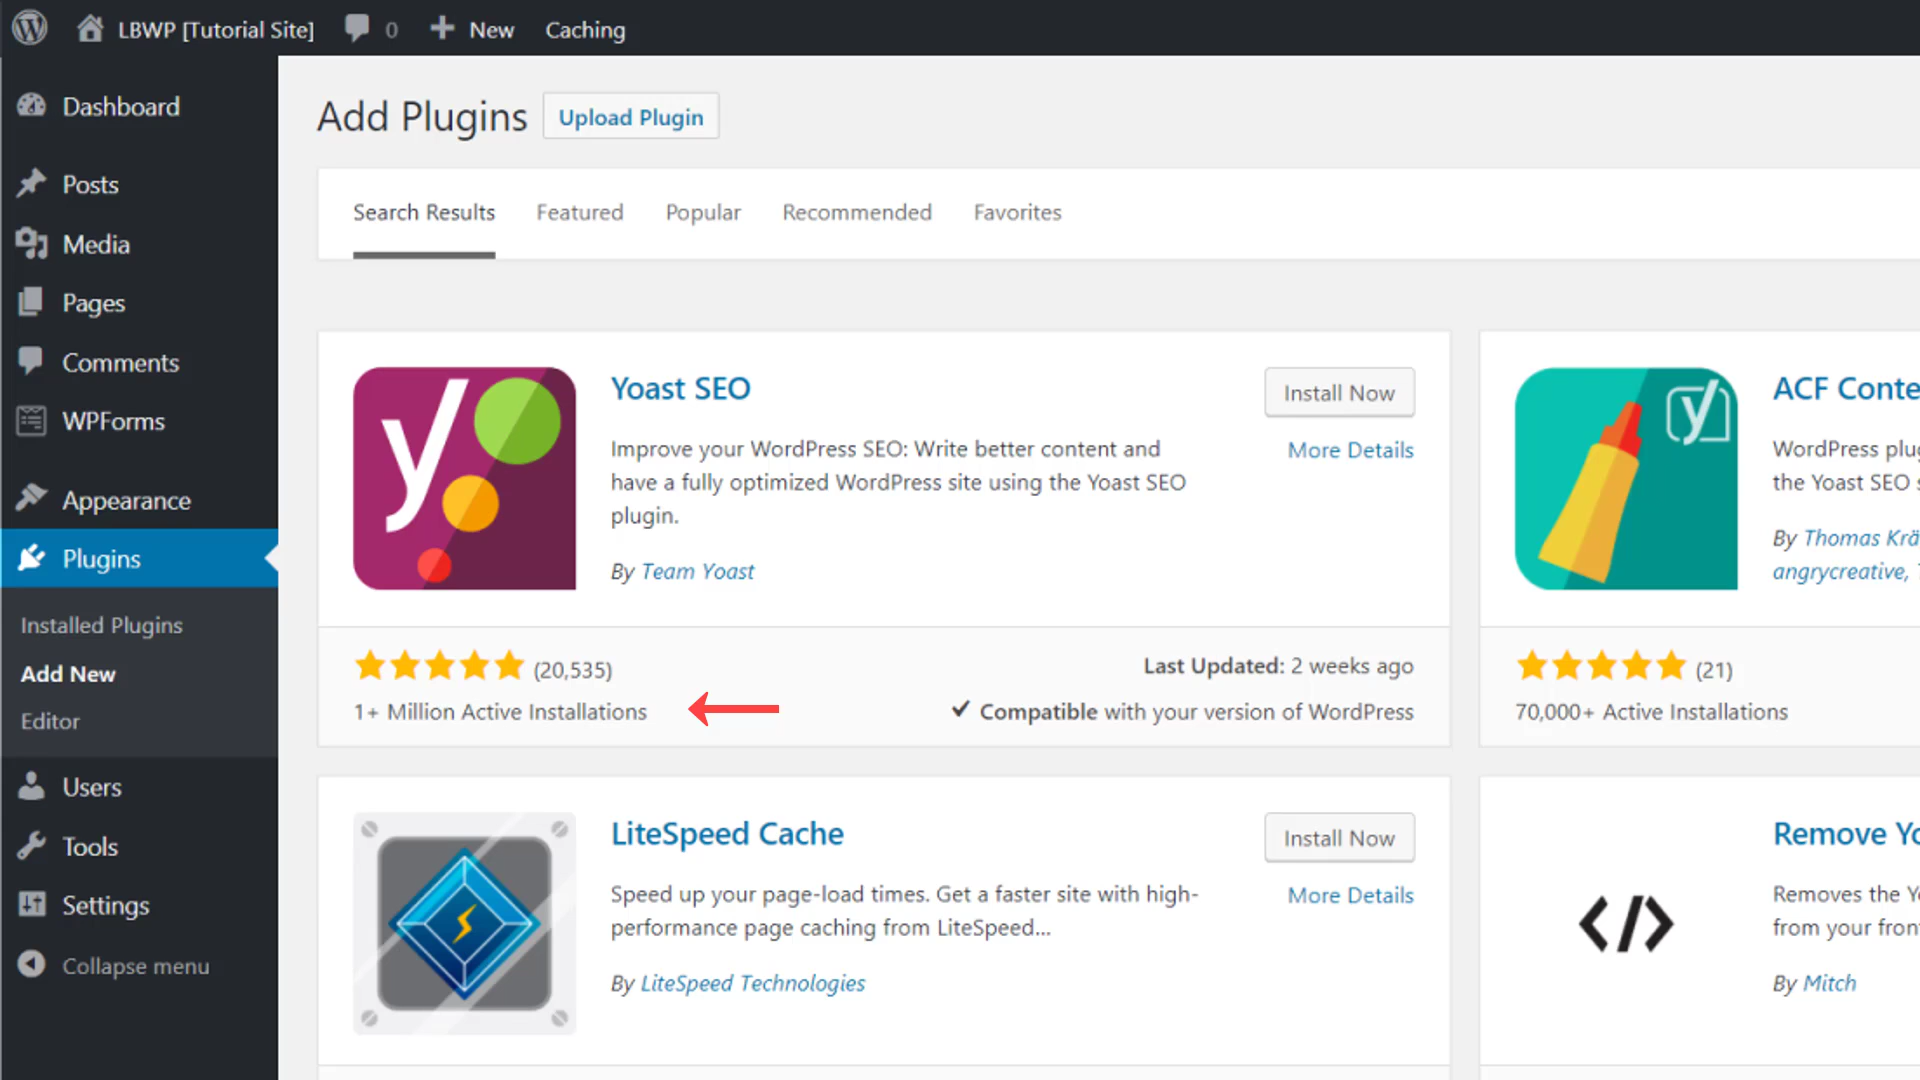 LBWP [Tutorial Site] 0 New Caching
Dashboard
Posts
Media
Pages
Comments
WPForms
Appearance
Plugins
Installed Plugins
Add New
Editor
Users
Tools
Settings
Collapse menu
Add Plugins Upload Plugin
Search Results Featured Popular Recommended Favorites
Yoast SEO
Install Now
More Details
Improve your WordPress SEO: Write better content and
have a fully optimized WordPress site using the Yoast SEO
plugin.
By Team Yoast
(20,535)
1+ Million Active Installations
Last Updated: 2 weeks ago
Compatible with your version of WordPress
ACF Conte
WordPress plug
the Yoast SEO s
By Thomas Krä
angrycreative,
(21)
70,000+ Active Installations
LiteSpeed Cache
Install Now
More Details
Speed up your page-load times. Get a faster site with high-
performance page caching from LiteSpeed...
By LiteSpeed Technologies
Remove Yo
Removes the Yo
from your front
By Mitch